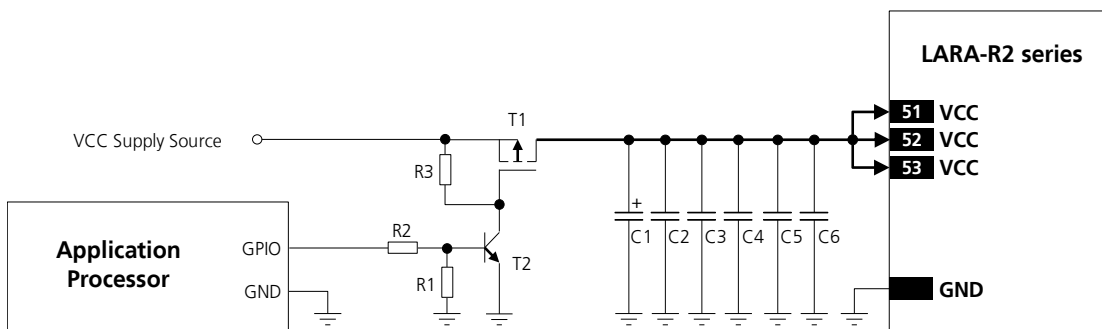 LARA-R2 series
51 VCC
T1
VCC Supply Source
52 VCC
53 VCC
R3
+
C1 C2 C3 C4 C5 C6
R2
Application
Processor
GPIO
T2
R1
GND
GND